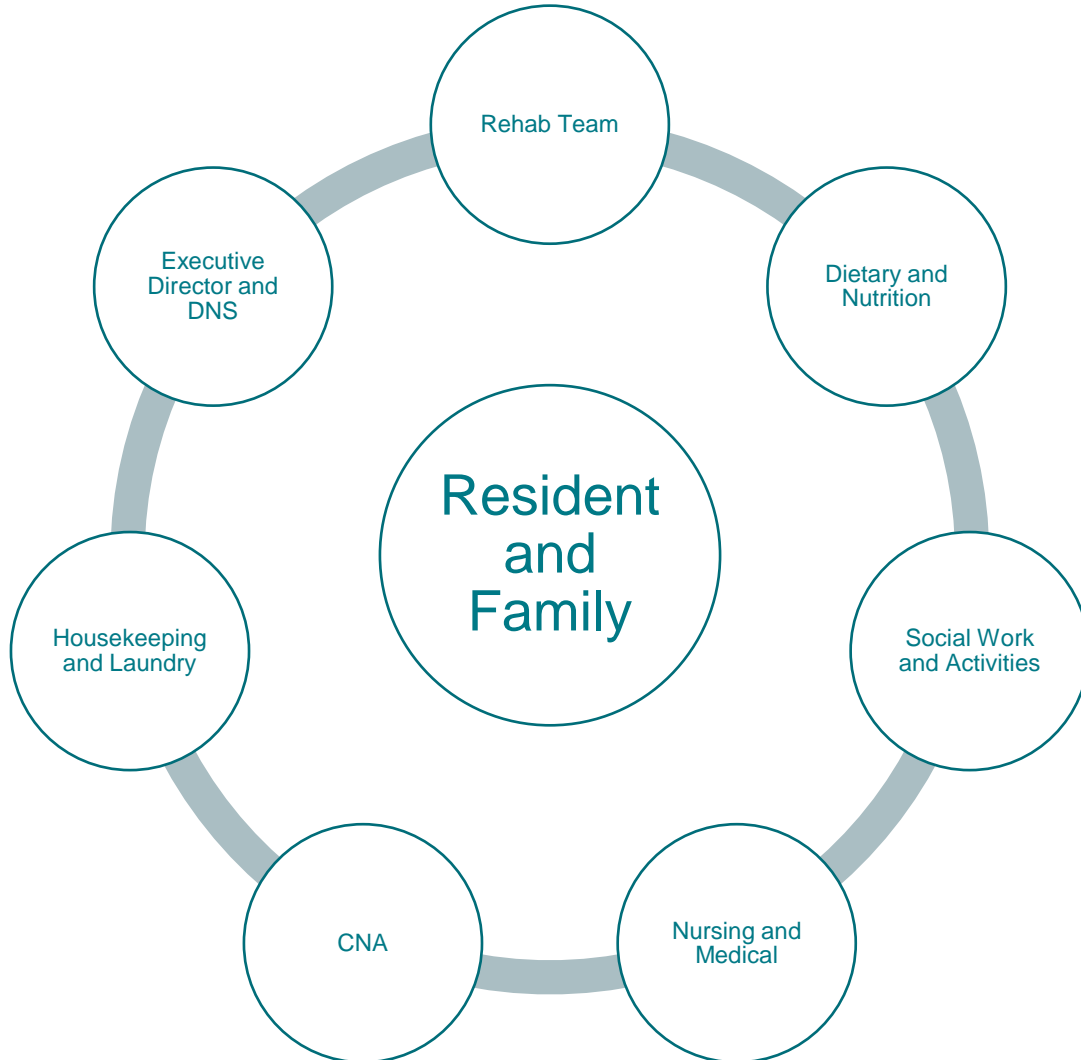 Rehab Team
Dietary and
Nutrition
Social Work
and Activities
Nursing and
Medical
CNA
Housekeeping
and Laundry
Executive
Director and
DNS
Resident
and
Family